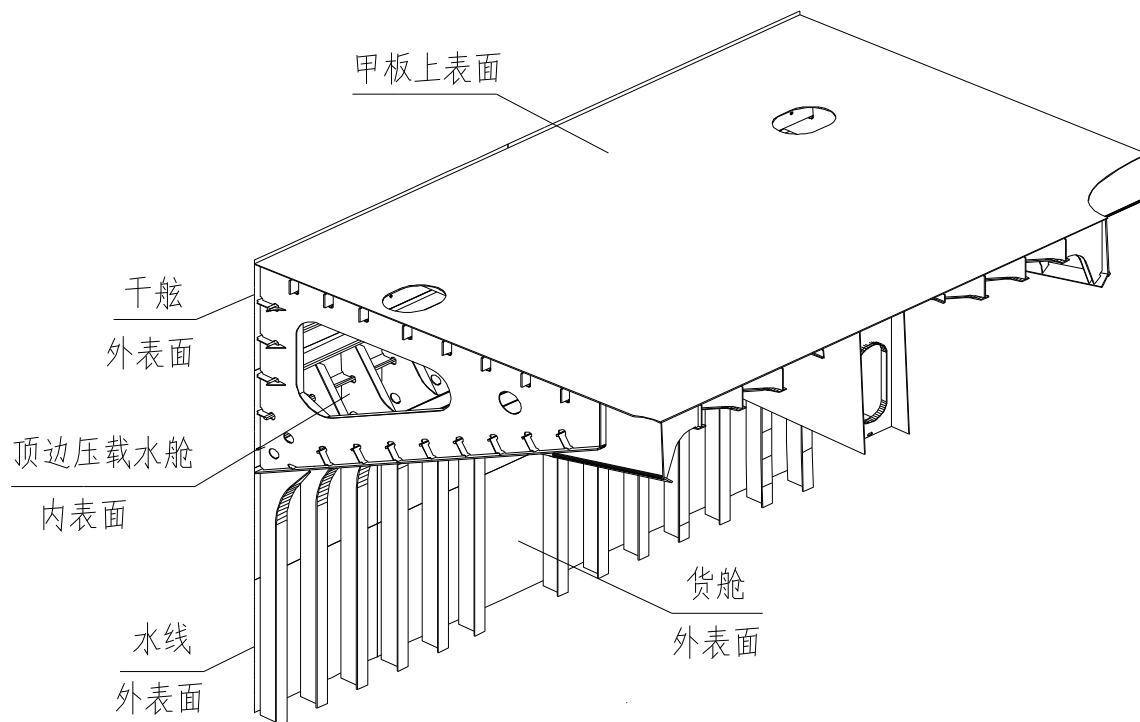 甲板上表面
干舷
外表面
顶边压载水舱
内表面
货舱
外表面
水线
外表面